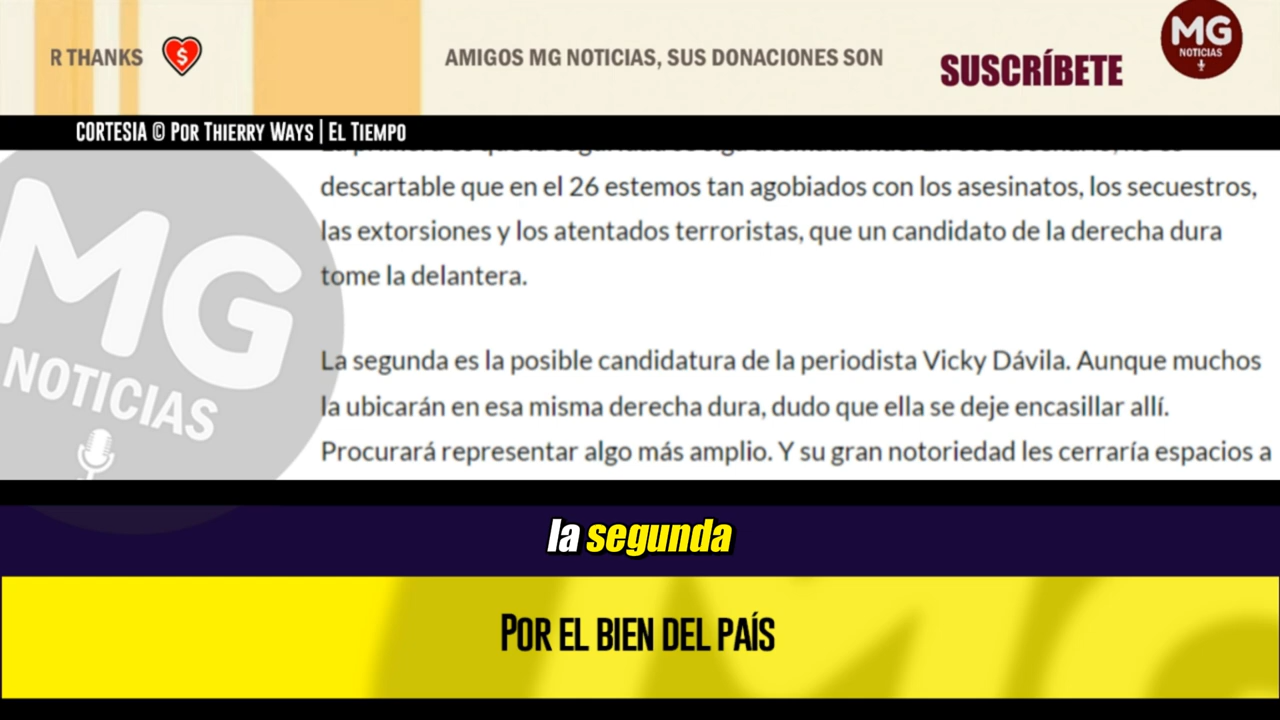 R THANKS
AMIGOS MG NOTICIAS, SUS DONACIONES SON
SUSCRÍBETE
MG
NOTICIAS
CORTESIA © POR THIERRY WAYS | EL TIEMPO
descartable que en el 26 estemos tan agobiados con los asesinatos, los secuestros,
las extorsiones y los atentados terroristas, que un candidato de la derecha dura
tome la delantera.
La segunda es la posible candidatura de la periodista Vicky Dávila. Aunque muchos
la ubicarán en esa misma derecha dura, dudo que ella se deje encasillar allí.
Procurará representar algo más amplio. Y su gran notoriedad les cerraría espacios a
MG
NOTICIAS
la segunda
POR EL BIEN DEL PAÍS